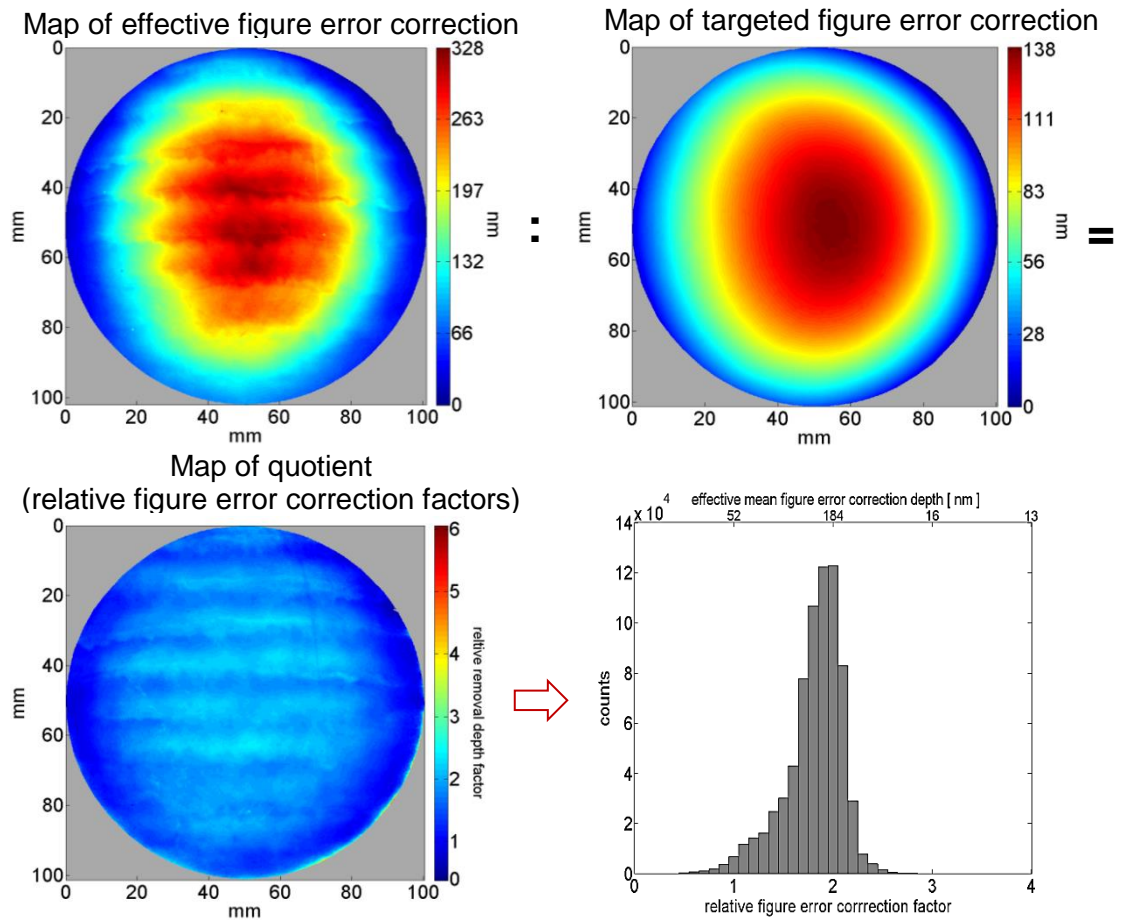 Map of effective figure error correction
0
20
40
60
80
100
mm
0 20 40 60 80 100
mm
328
263
197
132
66
0
nm
:
Map of targeted figure error correction
0
20
40
60
80
100
mm
0 20 40 60 80 100
mm
138
111
83
56
28
0
nm
=
Map of quotient
(relative figure error correction factors)
0
20
40
60
80
100
mm
0 20 40 60 80 100
mm
6
5
4
3
2
1
0
reltive removal depth factor
x 10 4
effective mean figure error correction depth [ nm ]
52 184 16 13
14
12
10
8
6
4
2
0
counts
0 1 2 3 4
relative figure error corrrection factor